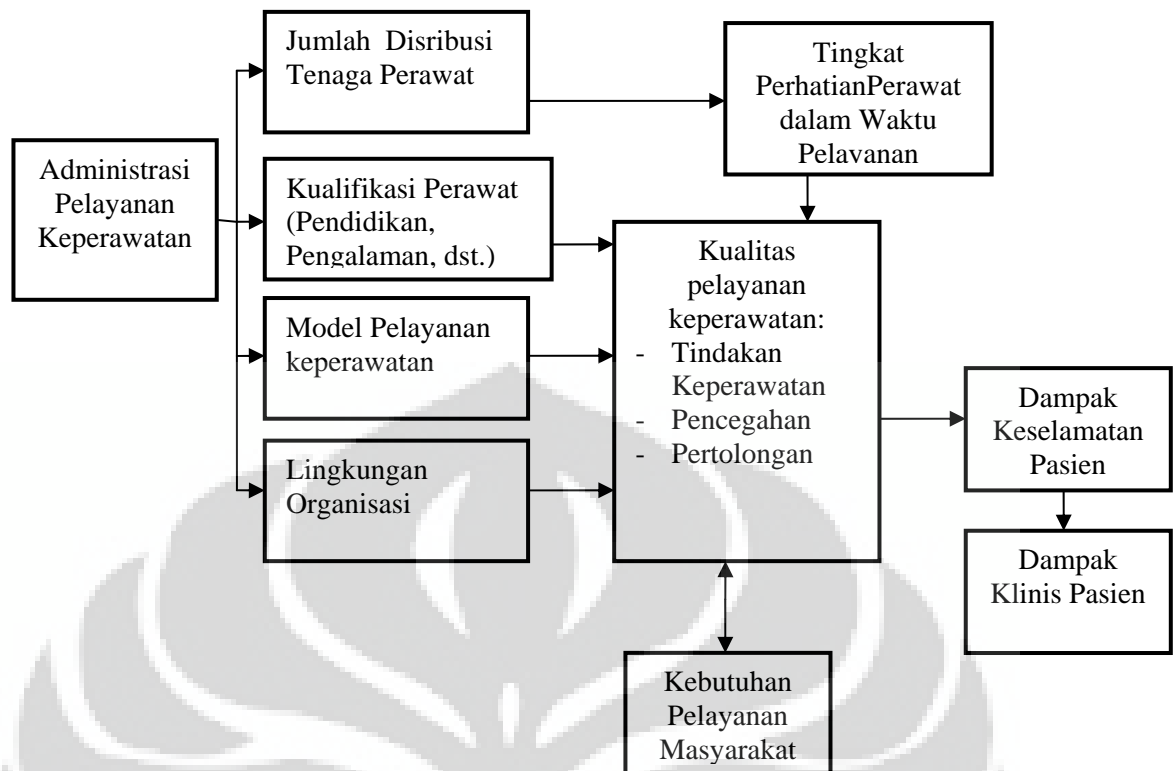 Jumlah Disribusi
Tenaga Perawat
Tingkat
PerhatianPerawat
dalam Waktu
Pelavanan
Administrasi
Pelayanan
Keperawatan
Kualifikasi Perawat
(Pendidikan,
Pengalaman, dst.)
Model Pelayanan
keperawatan
Lingkungan
Organisasi
Kualitas
pelayanan
keperawatan:
- Tindakan
Keperawatan
- Pencegahan
- Pertolongan
Dampak
Keselamatan
Pasien
Dampak
Klinis Pasien
Kebutuhan
Pelayanan
Masyarakat